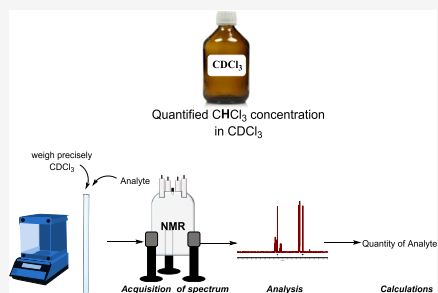 CDCl3
Quantified CHCl3 concentration
in CDCl3
weigh precisely
CDCl3
Analyte
NMR
Quantity of Analyte
Acquisition of spectrum
Analysis
Calculations